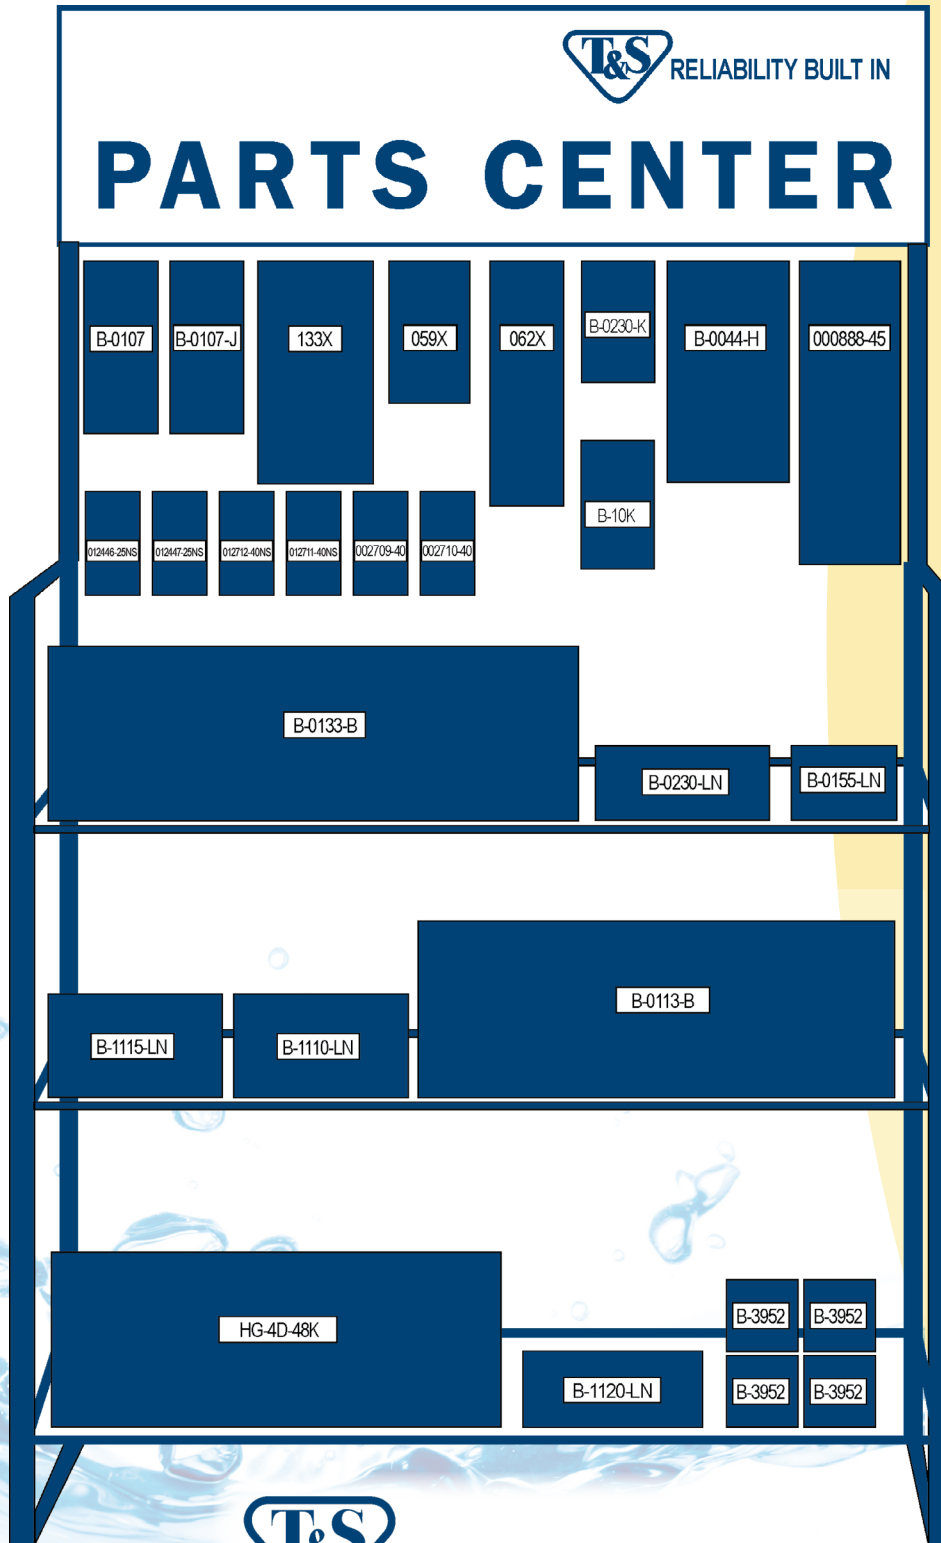 T&S RELIABILITY BUILT IN
PARTS CENTER
B-0107 B-0107-J 133X 059X 062X B-0230-K B-0044-H 000888-45
B-10K
012446-25NS 012447-25NS 012712-40NS 012711-40NS 002709-40 002710-40
B-0133-B
B-0230-LN B-0155-LN
B-0113-B
B-1115-LN B-1110-LN
HG-4D-48K
B-3952 B-3952
B-1120-LN B-3952 B-3952
T&S